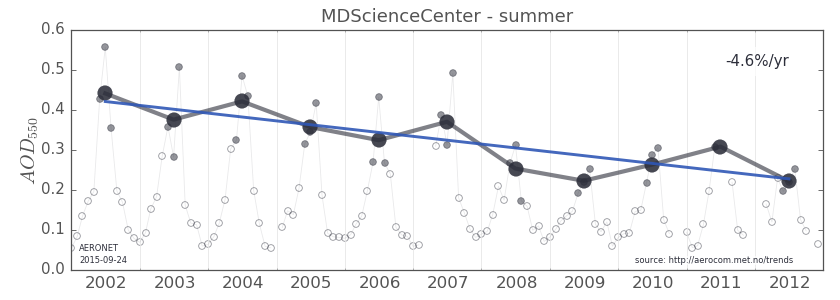 MDScienceCenter - summer
0.6
0.5
0.4
0.3
0.2
0.1
0.0
AOD550
-4.6%/yr
AERONET
2015-09-24
source: http://aerocom.met.no/trends
2002 2003 2004 2005 2006 2007 2008 2009 2010 2011 2012